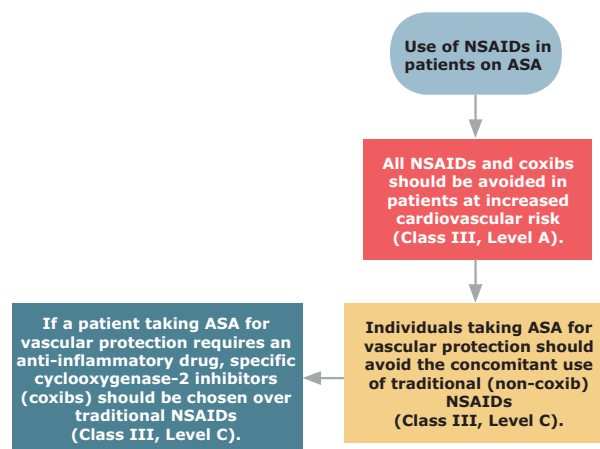 Use of NSAIDs in
patients on ASA
All NSAIDs and coxibs
should be avoided in
patients at increased
cardiovascular risk
(Class III, Level A).
Individuals taking ASA for
vascular protection should
avoid the concomitant use
of traditional (non-coxib)
NSAIDs
(Class III, Level C).
If a patient taking ASA for
vascular protection requires an
anti-inflammatory drug, specific
cyclooxygenase-2 inhibitors
(coxibs) should be chosen over
traditional NSAIDs
(Class III, Level C).